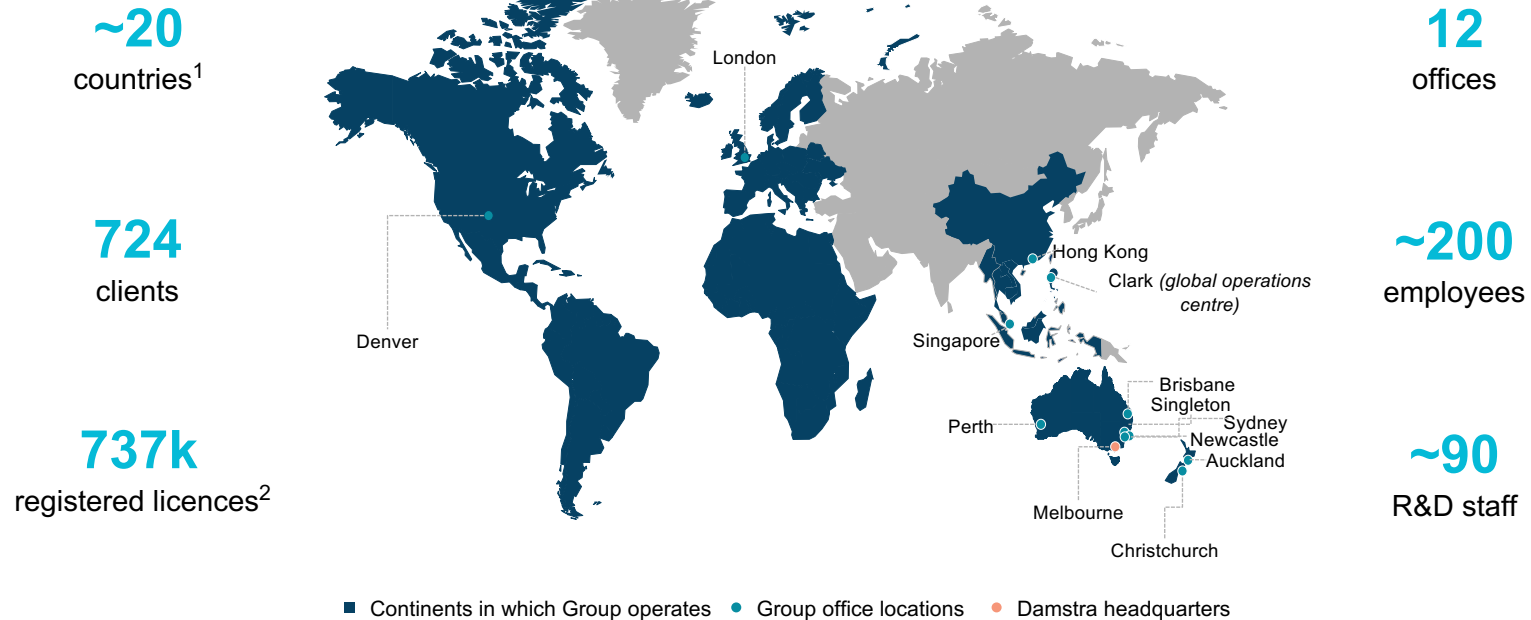 ~20
countries1
724
clients
737k
registered licences2
London
Denver
Hong Kong
Clark (global operations
centre)
Singapore
Brisbane
Singleton
Perth
Sydney
Newcastle
Auckland
Melbourne
Christchurch
12
offices
~200
employees
~90
R&D staff
Continents in which Group operates
Group office locations
Damstra headquarters